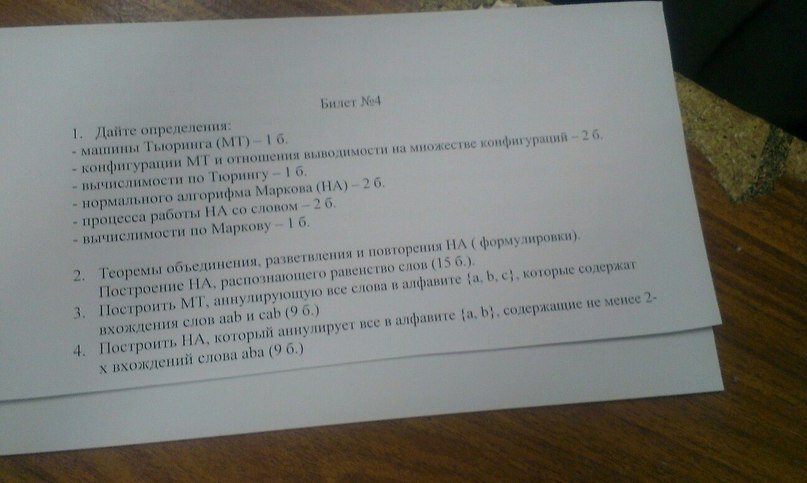 Билет №4
1. Дайте определения:
- машины Тьюринга (МТ) – 1 б.
- конфигурации МТ и отношения выводимости на множестве конфигураций – 2 б.
- вычислимости по Тюрингу – 1 б.
- нормального алгорифма Маркова (НА) – 2 б.
- процесса работы НА со словом – 2 б.
- вычислимости по Маркову – 1 б.
2. Теоремы объединения, разветвления и повторения НА ( формулировки).
Построение НА, распознающего равенство слов (15 б.).
3. Построить МТ, аннулирующую все слова в алфавите {a, b, c}, которые содержат
вхождения слов aab и cab (9 б.)
4. Построить НА, который аннулирует все в алфавите {a, b}, содержащие не менее 2-
х вхождений слова aba (9 б.)